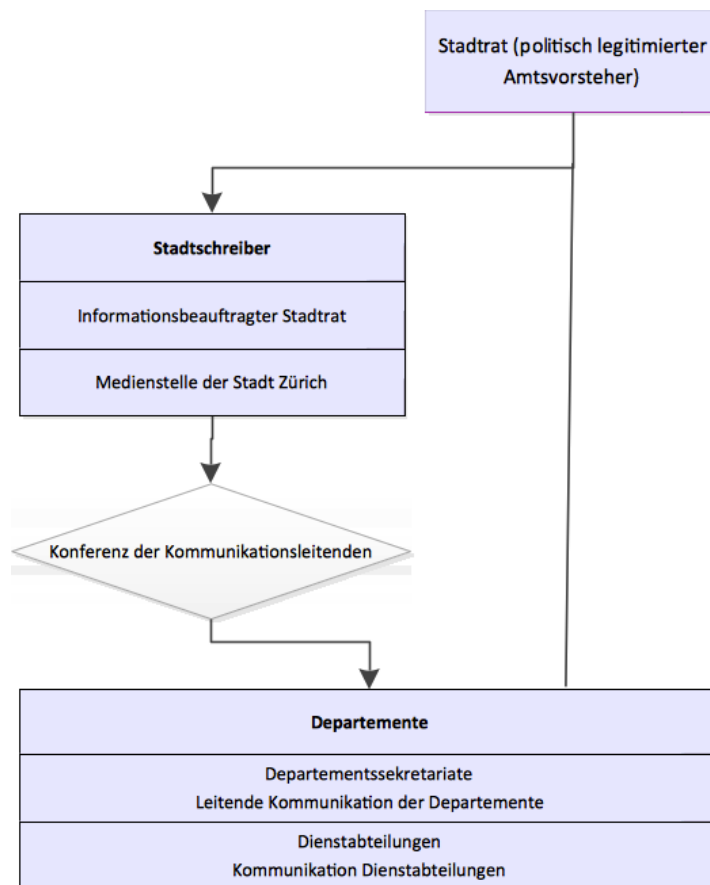 Stadtrat (politisch legitimierter
Amtsvorsteher)
Stadtschreiber
Informationsbeauftragter Stadtrat
Medienstelle der Stadt Zürich
Konferenz der Kommunikationsleitenden
Departemente
Departementssekretariate
Leitende Kommunikation der Departemente
Dienstabteilungen
Kommunikation Dienstabteilungen